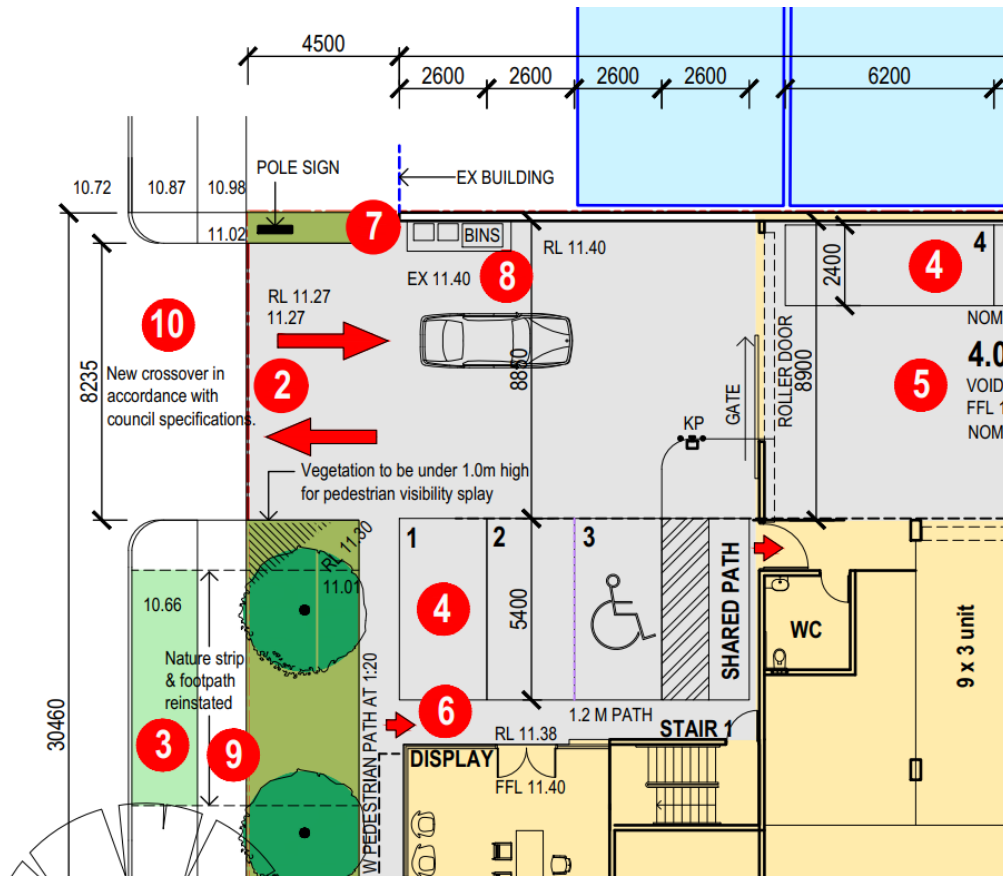 4500
2600
2600
2600
2600
6200
POLE SIGN
EX BUILDING
10.72
10.87
10.98
11.02
7
BINS
RL 11.40
EX 11.40
8
2400
4
4
NOM
4.0
VOID
FFL 1
NOM
5
10
RL 11.27
11.27
2
8235
New crossover in
accordance with
council specifications.
8850
GATE
ROLLER DOOR
8900
KP
Vegetation to be under 1.0m high
for pedestrian visibility splay
RL 11.30
11.01
1
2
3
4
5400
SHARED PATH
WC
9 x 3 unit
10.66
Nature strip
& footpath
reinstated
3
9
30460
W PEDESTRIAN PATH AT 1:20
6
1.2 M PATH
RL 11.38
STAIR 1
DISPLAY
FFL 11.40